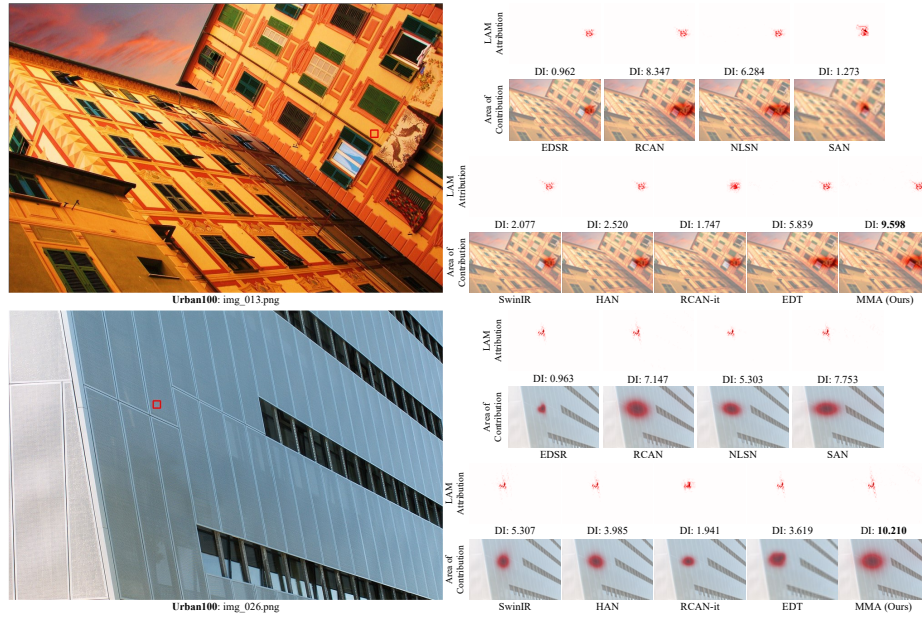 LAM
Attribution
DI: 0.962 DI: 8.347 DI: 6.284 DI: 1.273
Area of
Contribution
EDSR RCAN NLSN SAN
LAM
Attribution
DI: 2.077 DI: 2.520 DI: 1.747 DI: 5.839 DI: 9.598
Area of
Contribution
SwinIR HAN RCAN-it EDT MMA (Ours)
Urban100: img_013.png
LAM
Attribution
DI: 0.963 DI: 7.147 DI: 5.303 DI: 7.753
Area of
Contribution
EDSR RCAN NLSN SAN
LAM
Attribution
DI: 5.307 DI: 3.985 DI: 1.941 DI: 3.619 DI: 10.210
Area of
Contribution
SwinIR HAN RCAN-it EDT MMA (Ours)
Urban100: img_026.png